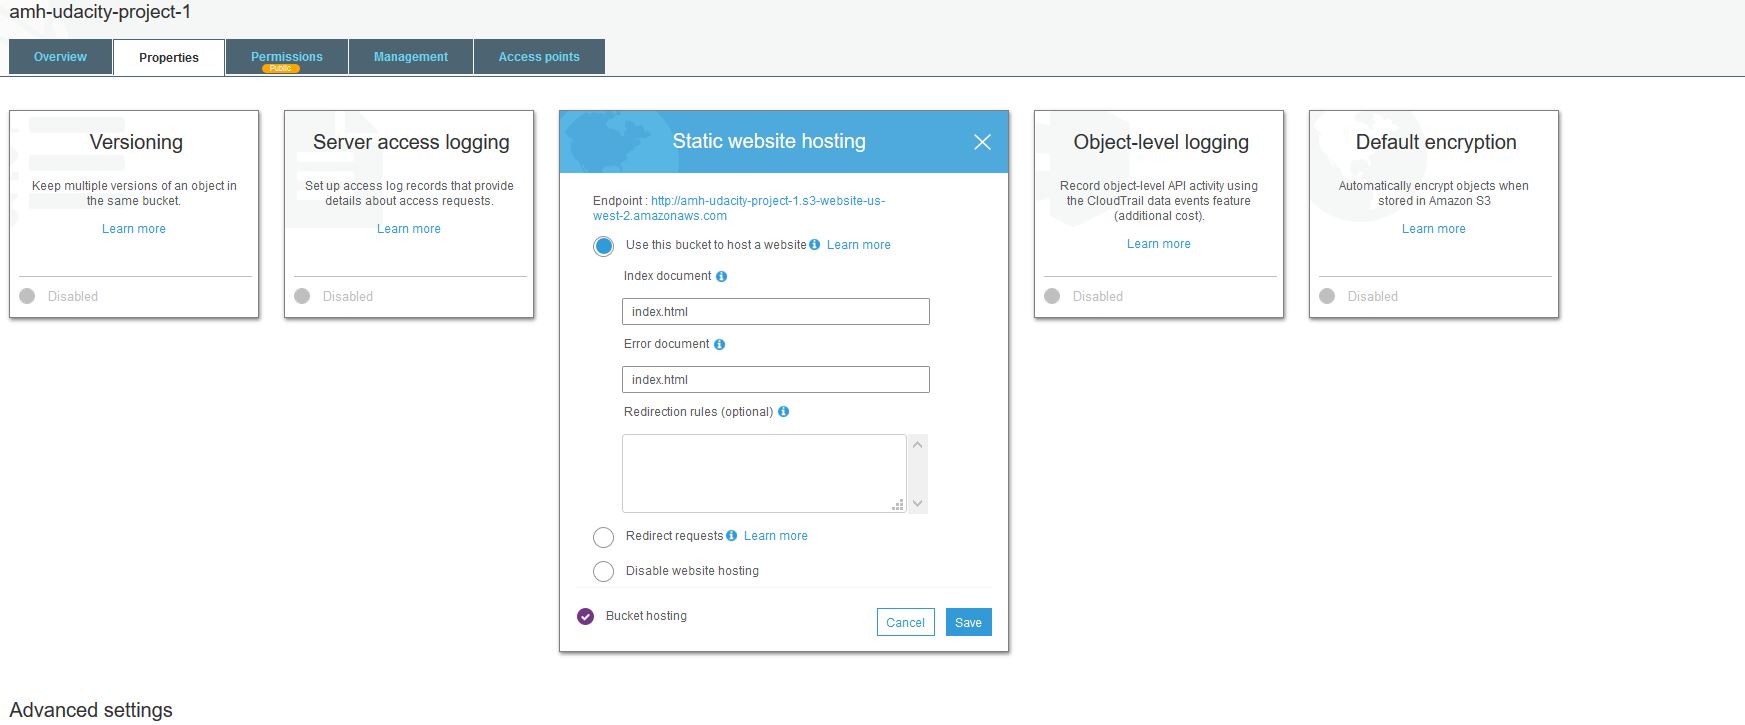 amh-udacity-project-1
Overview
Properties
Permissions
Public
Management
Access points
Versioning
Keep multiple versions of an object in
the same bucket.
Learn more
Disabled
Server access logging
Set up access log records that provide
details about access requests.
Learn more
Disabled
Static website hosting
Endpoint : http://amh-udacity-project-1.s3-website-us-
west-2.amazonaws.com
Use this bucket to host a website Learn more
Index document
index.html
Error document
index.html
Redirection rules (optional)
Redirect requests Learn more
Disable website hosting
Bucket hosting
Cancel
Save
Object-level logging
Record object-level API activity using
the CloudTrail data events feature
(additional cost).
Learn more
Disabled
Default encryption
Automatically encrypt objects when
stored in Amazon S3
Learn more
Disabled
Advanced settings